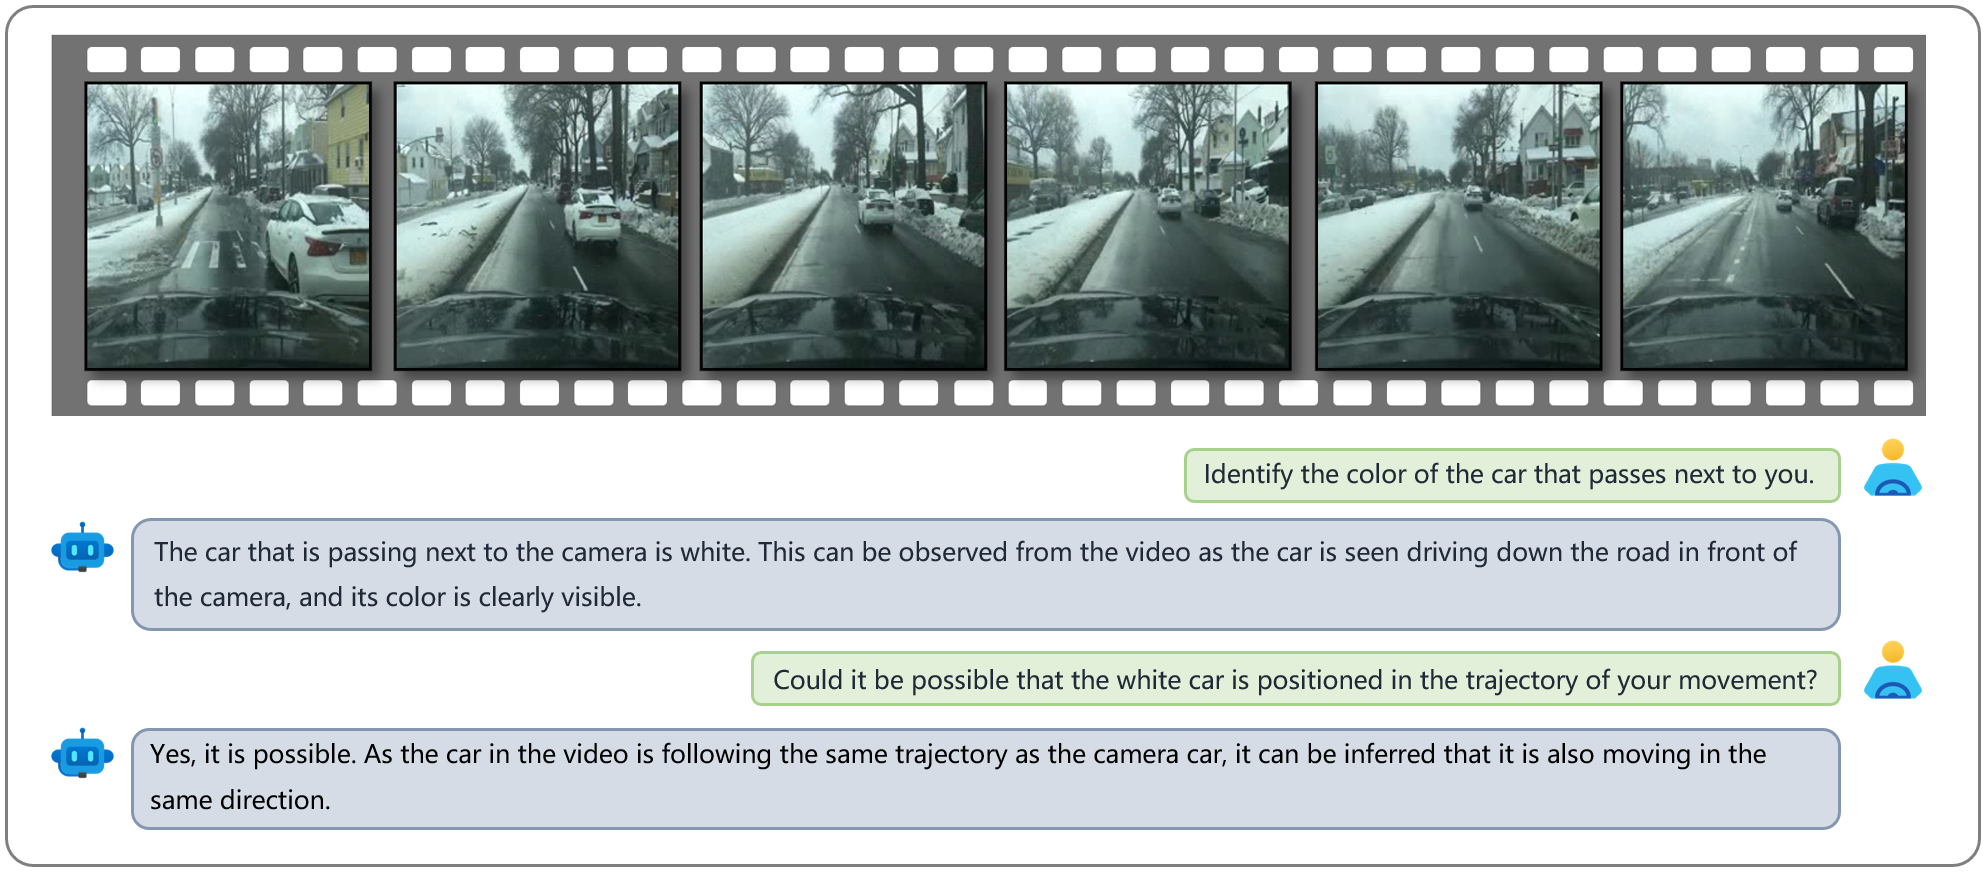 Identify the color of the car that passes next to you.
The car that is passing next to the camera is white. This can be observed from the video as the car is seen driving down the road in front of
the camera, and its color is clearly visible.
Could it be possible that the white car is positioned in the trajectory of your movement?
Yes, it is possible. As the car in the video is following the same trajectory as the camera car, it can be inferred that it is also moving in the
same direction.